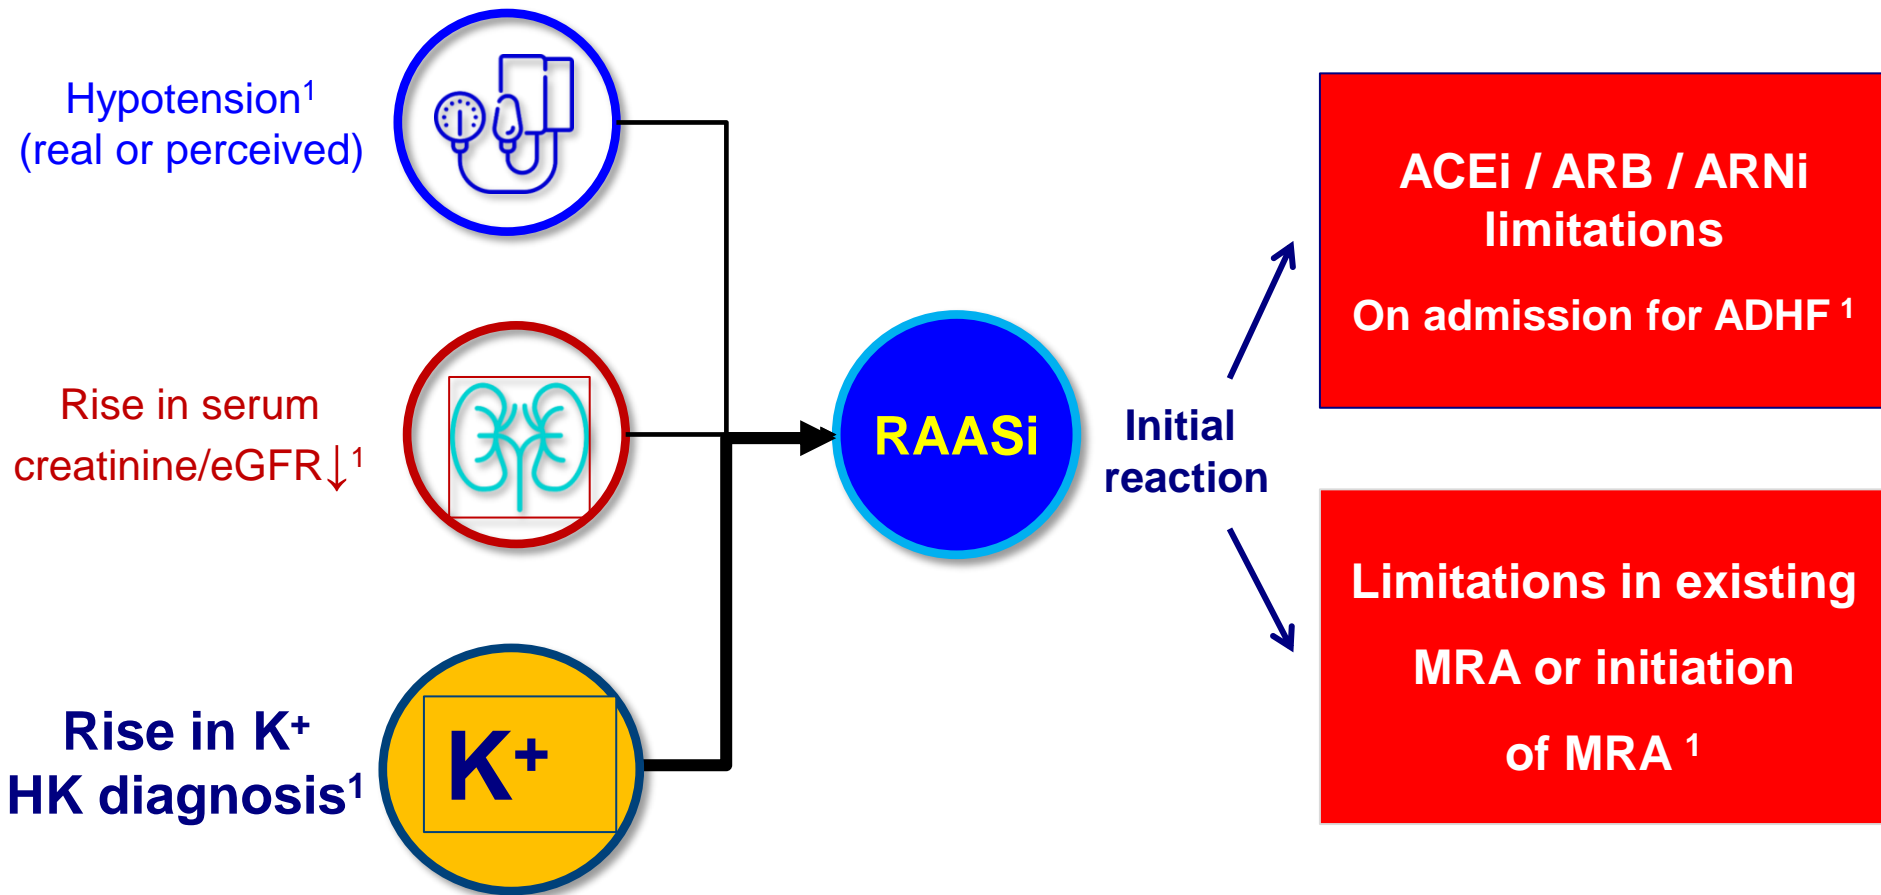 Hypotension¹
(real or perceived)
Rise in serum
creatinine/eGFR↓¹
Rise in K⁺
HK diagnosis¹
K⁺
RAASi
Initial
reaction
ACEi / ARB / ARNi
limitations
On admission for ADHF ¹
Limitations in existing
MRA or initiation
of MRA ¹